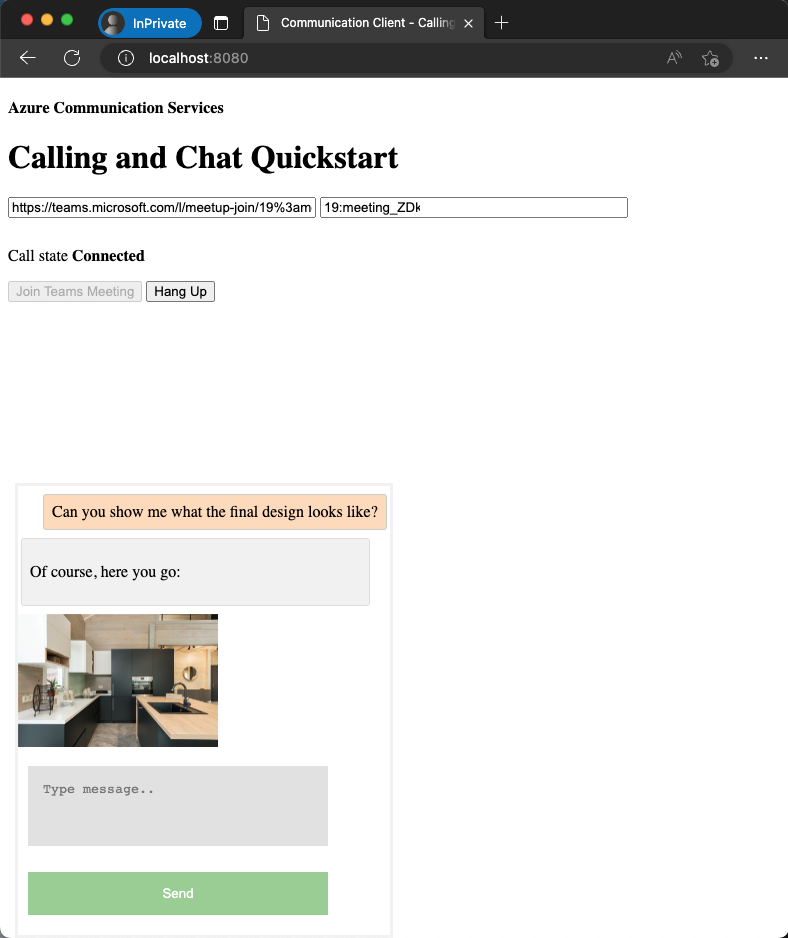 InPrivate
Communication Client - Calling
localhost:8080
Azure Communication Services
Calling and Chat Quickstart
https://teams.microsoft.com/l/meetup-join/19%3am 19:meeting_ZDk
Call state Connected
Join Teams Meeting Hang Up
Can you show me what the final design looks like?
Of course, here you go:
Type message..
Send